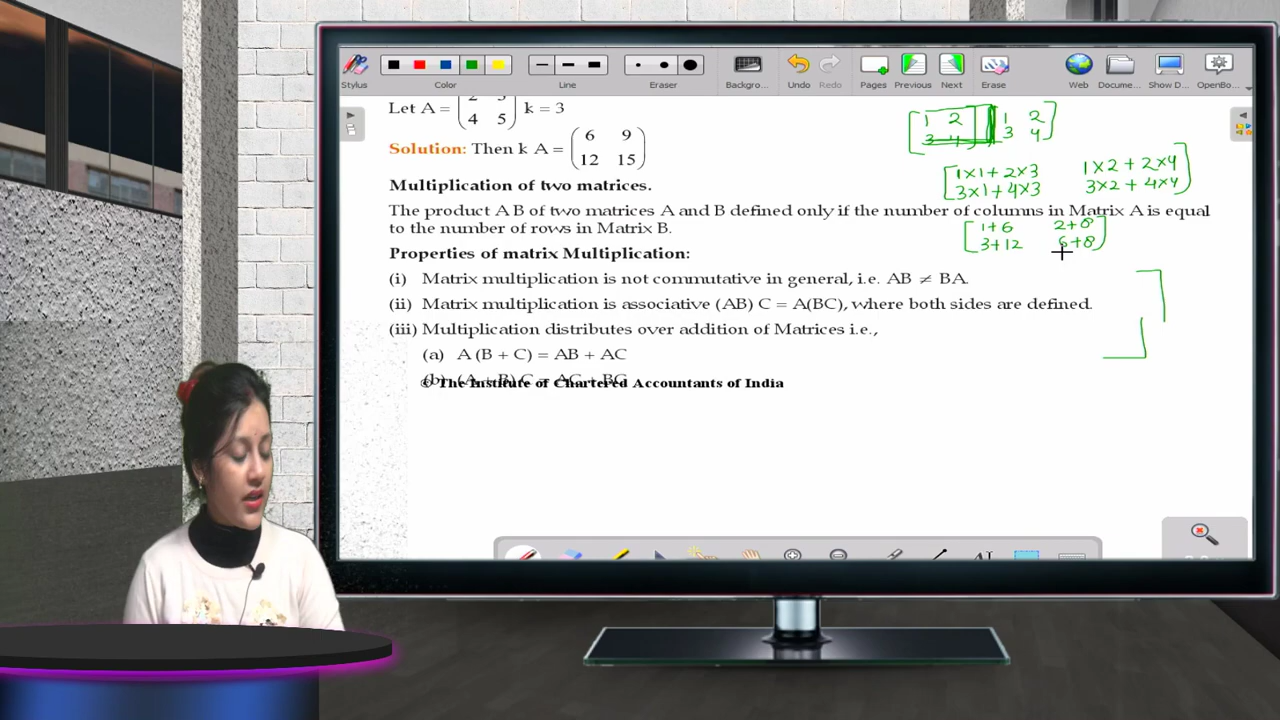 Stylus Color Line Eraser Backgro... Undo Redo Pages Previous Next Erase Web Docume... Show D... OpenBo...
Let A = k = 3
4 5
Solution: Then k A = 6 9
12 15
Multiplication of two matrices.
The product A B of two matrices A and B defined only if the number of columns in Matrix A is equal
to the number of rows in Matrix B.
Properties of matrix Multiplication:
(i) Matrix multiplication is not commutative in general, i.e. AB ≠ BA.
(ii) Matrix multiplication is associative (AB) C = A(BC), where both sides are defined.
(iii) Multiplication distributes over addition of Matrices i.e.,
(a) A (B + C) = AB + AC
(b) (A + B) C = AC + BC
© The Institute of Chartered Accountants of India
1 2 1 2
3 4 3 4
1×1+2×3 1×2+2×4
3×1+4×3 3×2+4×4
1+6 2+8
3+12 6+8